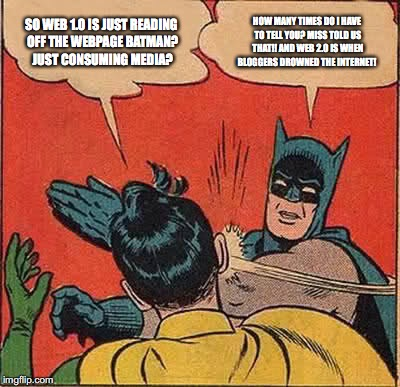 SO WEB 1.0 IS JUST READING
OFF THE WEBPAGE BATMAN?
JUST CONSUMING MEDIA?
HOW MANY TIMES DO I HAVE
TO TELL YOU? MISS TOLD US
THAT!! AND WEB 2.0 IS WHEN
BLOGGERS DROWNED THE INTERNET!
imgflip.com